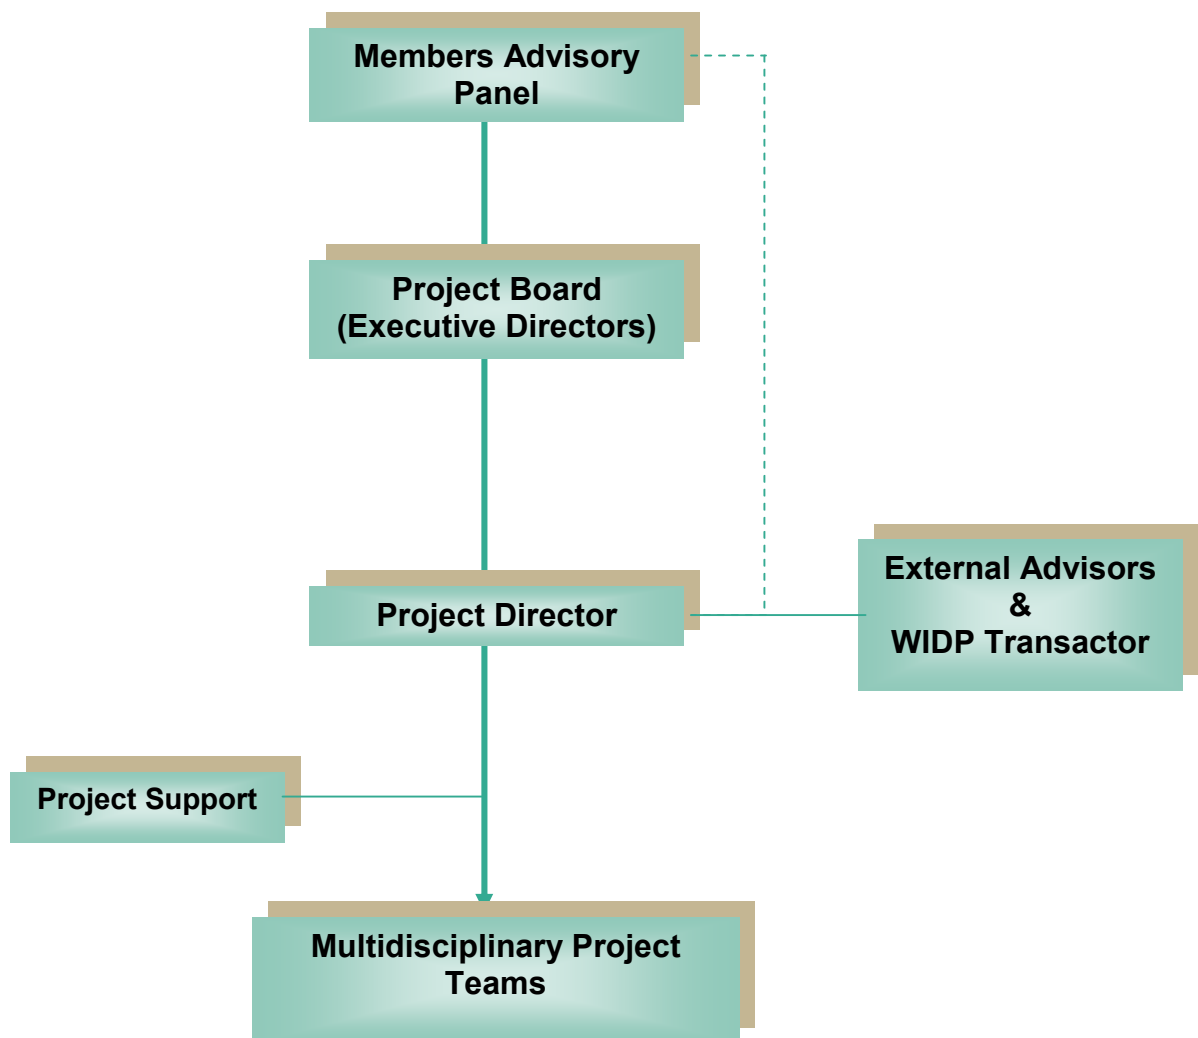 Members Advisory
Panel
Project Board
(Executive Directors)
Project Director
External Advisors
&
WIDP Transactor
Project Support
Multidisciplinary Project
Teams